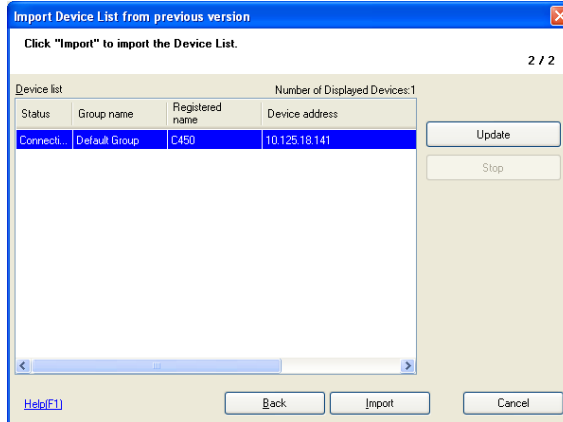 Import Device List from previous version
Click "Import" to import the Device List.
2 / 2
Device list Number of Displayed Devices:1
Status Group name Registered name Device address
Connecti... Default Group C450 10.125.18.141
Update
Stop
Help(F1) Back Import Cancel